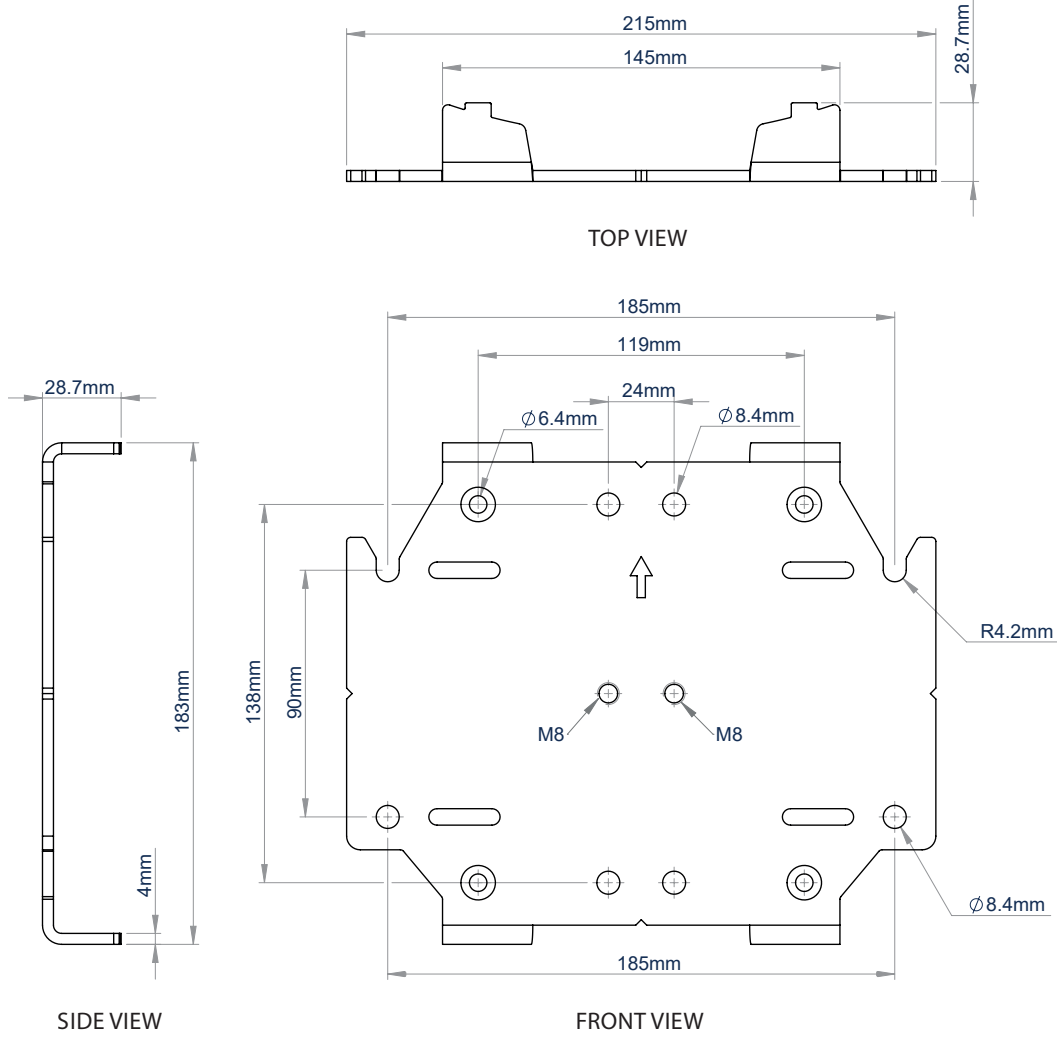 215mm
145mm
28.7mm
TOP VIEW
185mm
119mm
24mm
28.7mm
∅6.4mm
∅8.4mm
R4.2mm
183mm
138mm
90mm
M8
M8
4mm
∅8.4mm
185mm
SIDE VIEW
FRONT VIEW